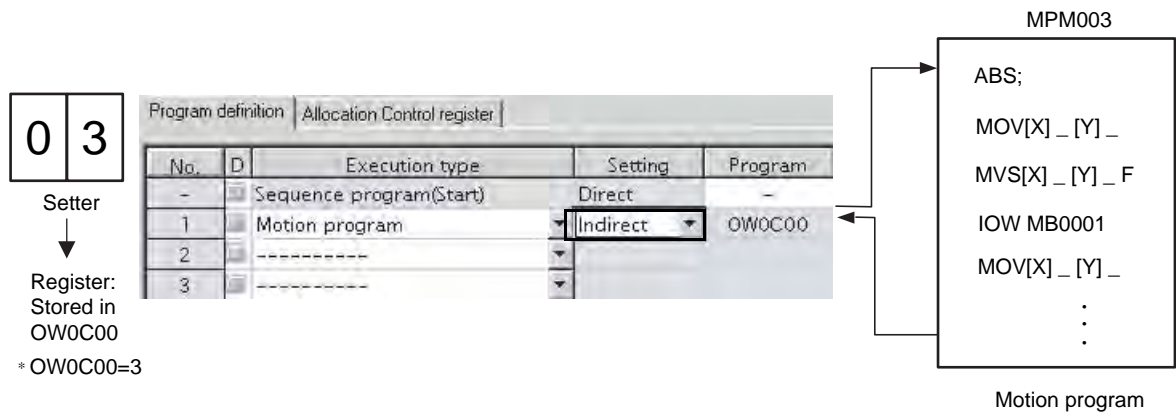 0 3
Setter
Register:
Stored in
OW0C00
* OW0C00=3
Program definition Allocation Control register
No. D Execution type Setting Program
- Sequence program(Start) Direct -
1 Motion program Indirect OW0C00
2 ----------
3 ----------
MPM003
ABS;
MOV[X] _ [Y] _
MVS[X] _ [Y] _ F
IOW MB0001
MOV[X] _ [Y] _
.
.
.
Motion program